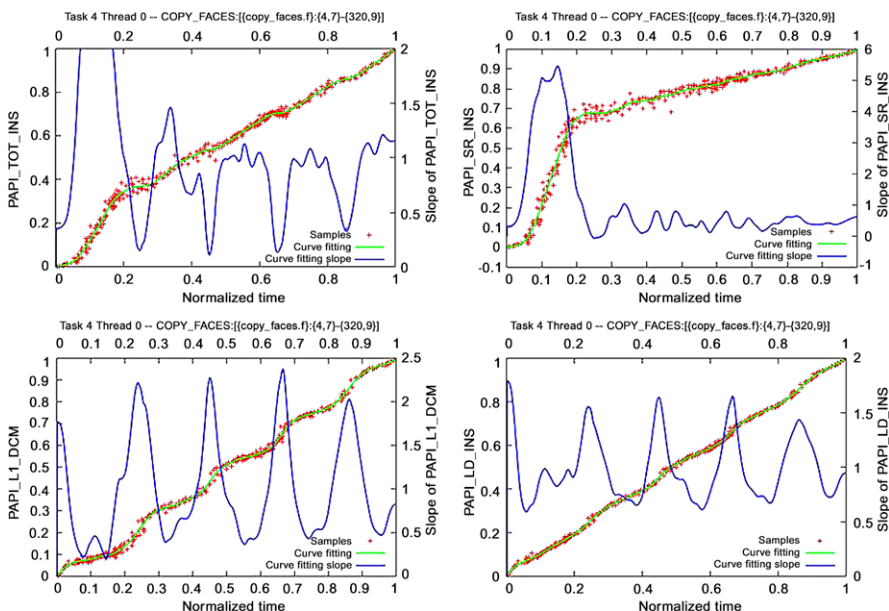 Task 4 Thread 0 -- COPY_FACES:[{copy_faces.f}:{4,7}-{320,9}]
0 0.2 0.4 0.6 0.8 1
1
0.8
0.6
0.4
0.2
0
PAPI_TOT_INS
2
1.5
1
0.5
0
Slope of PAPI_TOT_INS
Samples
Curve fitting
Curve fitting slope
0 0.2 0.4 0.6 0.8 1
Normalized time
Task 4 Thread 0 -- COPY_FACES:[{copy_faces.f}:{4,7}-{320,9}]
0 0.1 0.2 0.3 0.4 0.5 0.6 0.7 0.8 0.9 1
1
0.9
0.8
0.7
0.6
0.5
0.4
0.3
0.2
0.1
0
-0.1
PAPI_SR_INS
6
5
4
3
2
1
0
-1
Slope of PAPI_SR_INS
Samples
Curve fitting
Curve fitting slope
0 0.1 0.2 0.3 0.4 0.5 0.6 0.7 0.8 0.9 1
Normalized time
Task 4 Thread 0 -- COPY_FACES:[{copy_faces.f}:{4,7}-{320,9}]
0 0.1 0.2 0.3 0.4 0.5 0.6 0.7 0.8 0.9 1
1
0.9
0.8
0.7
0.6
0.5
0.4
0.3
0.2
0.1
0
PAPI_L1_DCM
2.5
2
1.5
1
0.5
0
Slope of PAPI_L1_DCM
Samples
Curve fitting
Curve fitting slope
0 0.1 0.2 0.3 0.4 0.5 0.6 0.7 0.8 0.9 1
Normalized time
Task 4 Thread 0 -- COPY_FACES:[{copy_faces.f}:{4,7}-{320,9}]
0 0.2 0.4 0.6 0.8 1
1
0.8
0.6
0.4
0.2
0
PAPI_LD_INS
2
1.5
1
0.5
0
Slope of PAPI_LD_INS
Samples
Curve fitting
Curve fitting slope
0 0.2 0.4 0.6 0.8 1
Normalized time